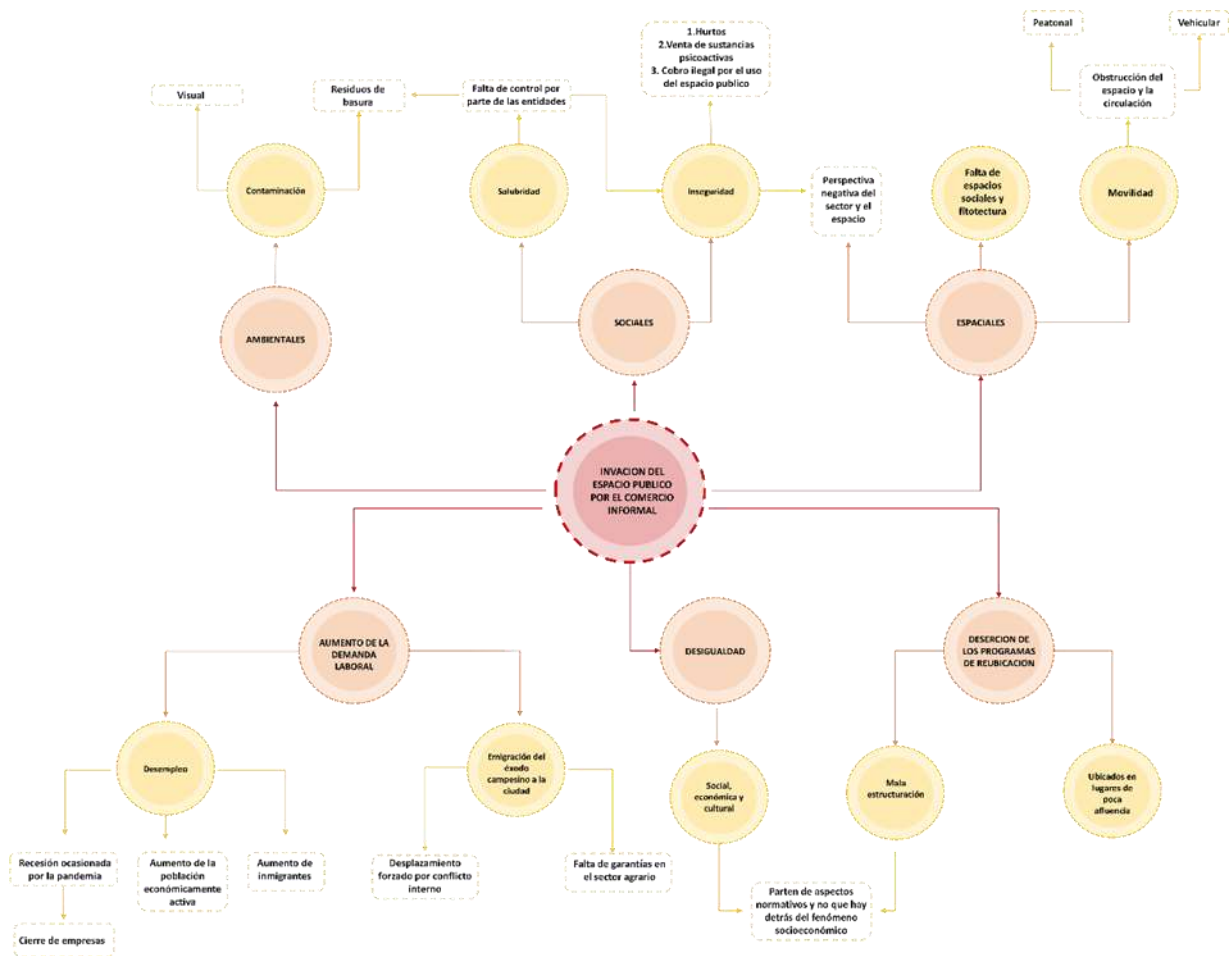 Peatonal
Vehicular
1.Hurtos
2.Venta de sustancias
psicoactivas
3. Cobro ilegal por el uso
del espacio publico
Obstrucción del
espacio y la
circulación
Visual
Residuos de
basura
Falta de control por
parte de las entidades
Contaminación
Solubridad
Inseguridad
Perspectiva
negativa del
sector y el
espacio
Falta de
espacios
sociales y
fitotectura
Movilidad
AMBIENTALES
SOCIALES
ESPACIALES
INVACION DEL
ESPACIO PUBLICO
POR EL COMERCIO
INFORMAL
AUMENTO DE LA
DEMANDA
LABORAL
DESIGUALDAD
DESERCION DE
LOS PROGRAMAS
DE REUBICACION
Desempleo
Emigración del
éxodo
campesino a la
ciudad
Social,
económica y
cultural
Mala
estructuración
Ubicados en
lugares de
poca
afluencia
Recesión ocasionada
por la pandemia
Aumento de la
población
económicamente
activa
Aumento de
inmigrantes
Desplazamiento
forzado por conflicto
interno
Falta de garantías en
el sector agrario
Parten de aspectos
normativos y no que hay
detrás del fenómeno
socioeconómico
Cierre de empresas